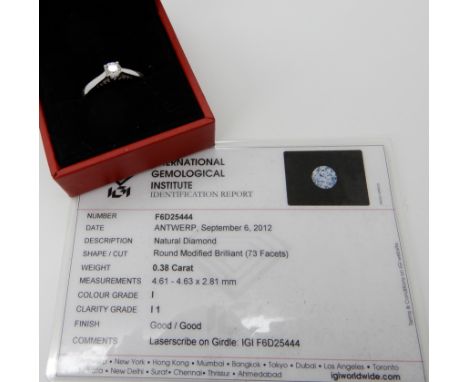 INTERNATIONAL
GEMOLOGICAL
INSTITUTE
IDENTIFICATION REPORT
IGI
NUMBER F6D25444
DATE ANTWERP, September 6, 2012
DESCRIPTION Natural Diamond
SHAPE / CUT Round Modified Brilliant (73 Facets)
WEIGHT 0.38 Carat
MEASUREMENTS 4.61 - 4.63 x 2.81 mm
COLOUR GRADE I
CLARITY GRADE I 1
FINISH Good / Good
COMMENTS Laserscribe on Girdle: IGI F6D25444
• New York • Hong Kong • Mumbai • Bangkok • Tokyo • Dubai • Los Angeles • Toronto
• New Delhi • Surat • Chennai • Thrissur • Ahmedabad
igiworldwide.com